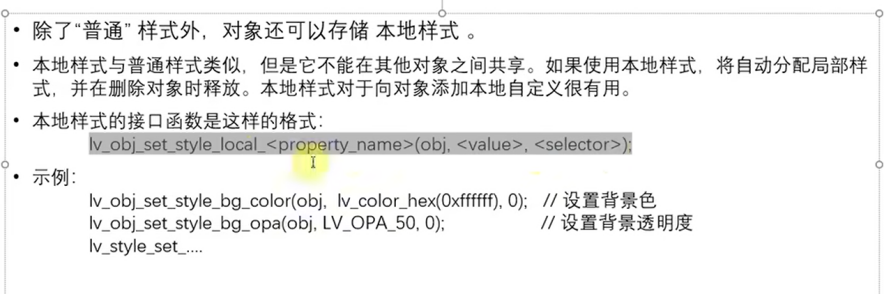 • 除了“普通” 样式外，对象还可以存储 本地样式 。
• 本地样式与普通样式类似，但是它不能在其他对象之间共享。如果使用本地样式，将自动分配局部样
式，并在删除对象时释放。本地样式对于向对象添加本地自定义很有用。
• 本地样式的接口函数是这样的格式：
lv_obj_set_style_local_<property_name>(obj, <value>, <selector>);
• 示例：
lv_obj_set_style_bg_color(obj,  lv_color_hex(0xffffff), 0);   // 设置背景色
lv_obj_set_style_bg_opa(obj, LV_OPA_50, 0);   // 设置背景透明度
lv_style_set_....